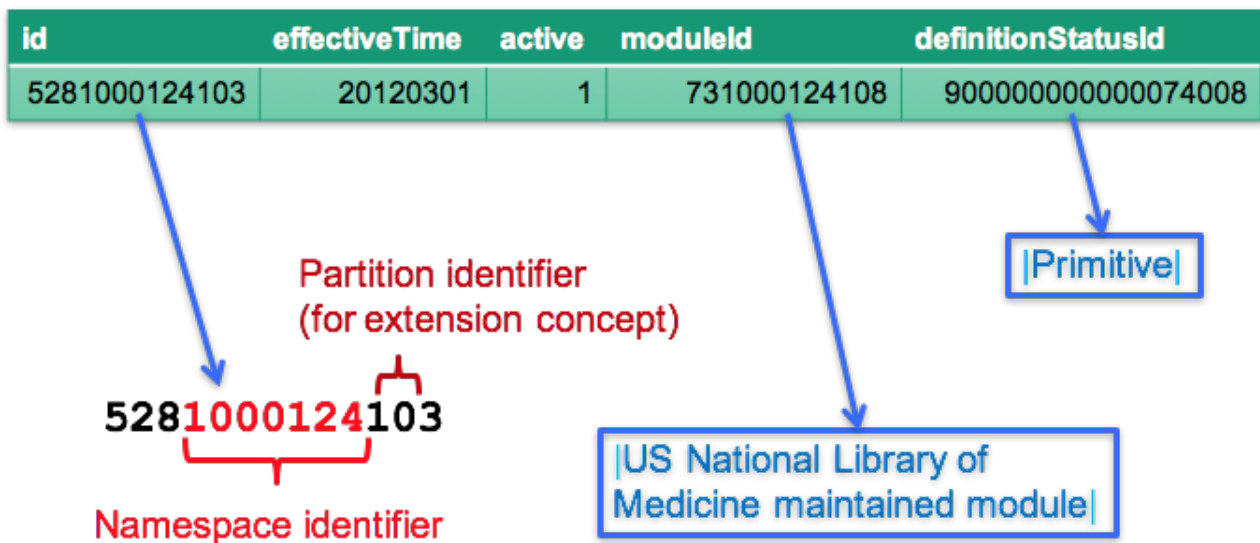 id effectiveTime active moduleId definitionStatusId
5281000124103 20120301 1 731000124108 900000000000074008
|Primitive|
Partition identifier
(for extension concept)
5281000124103
Namespace identifier
|US National Library of
Medicine maintained module|